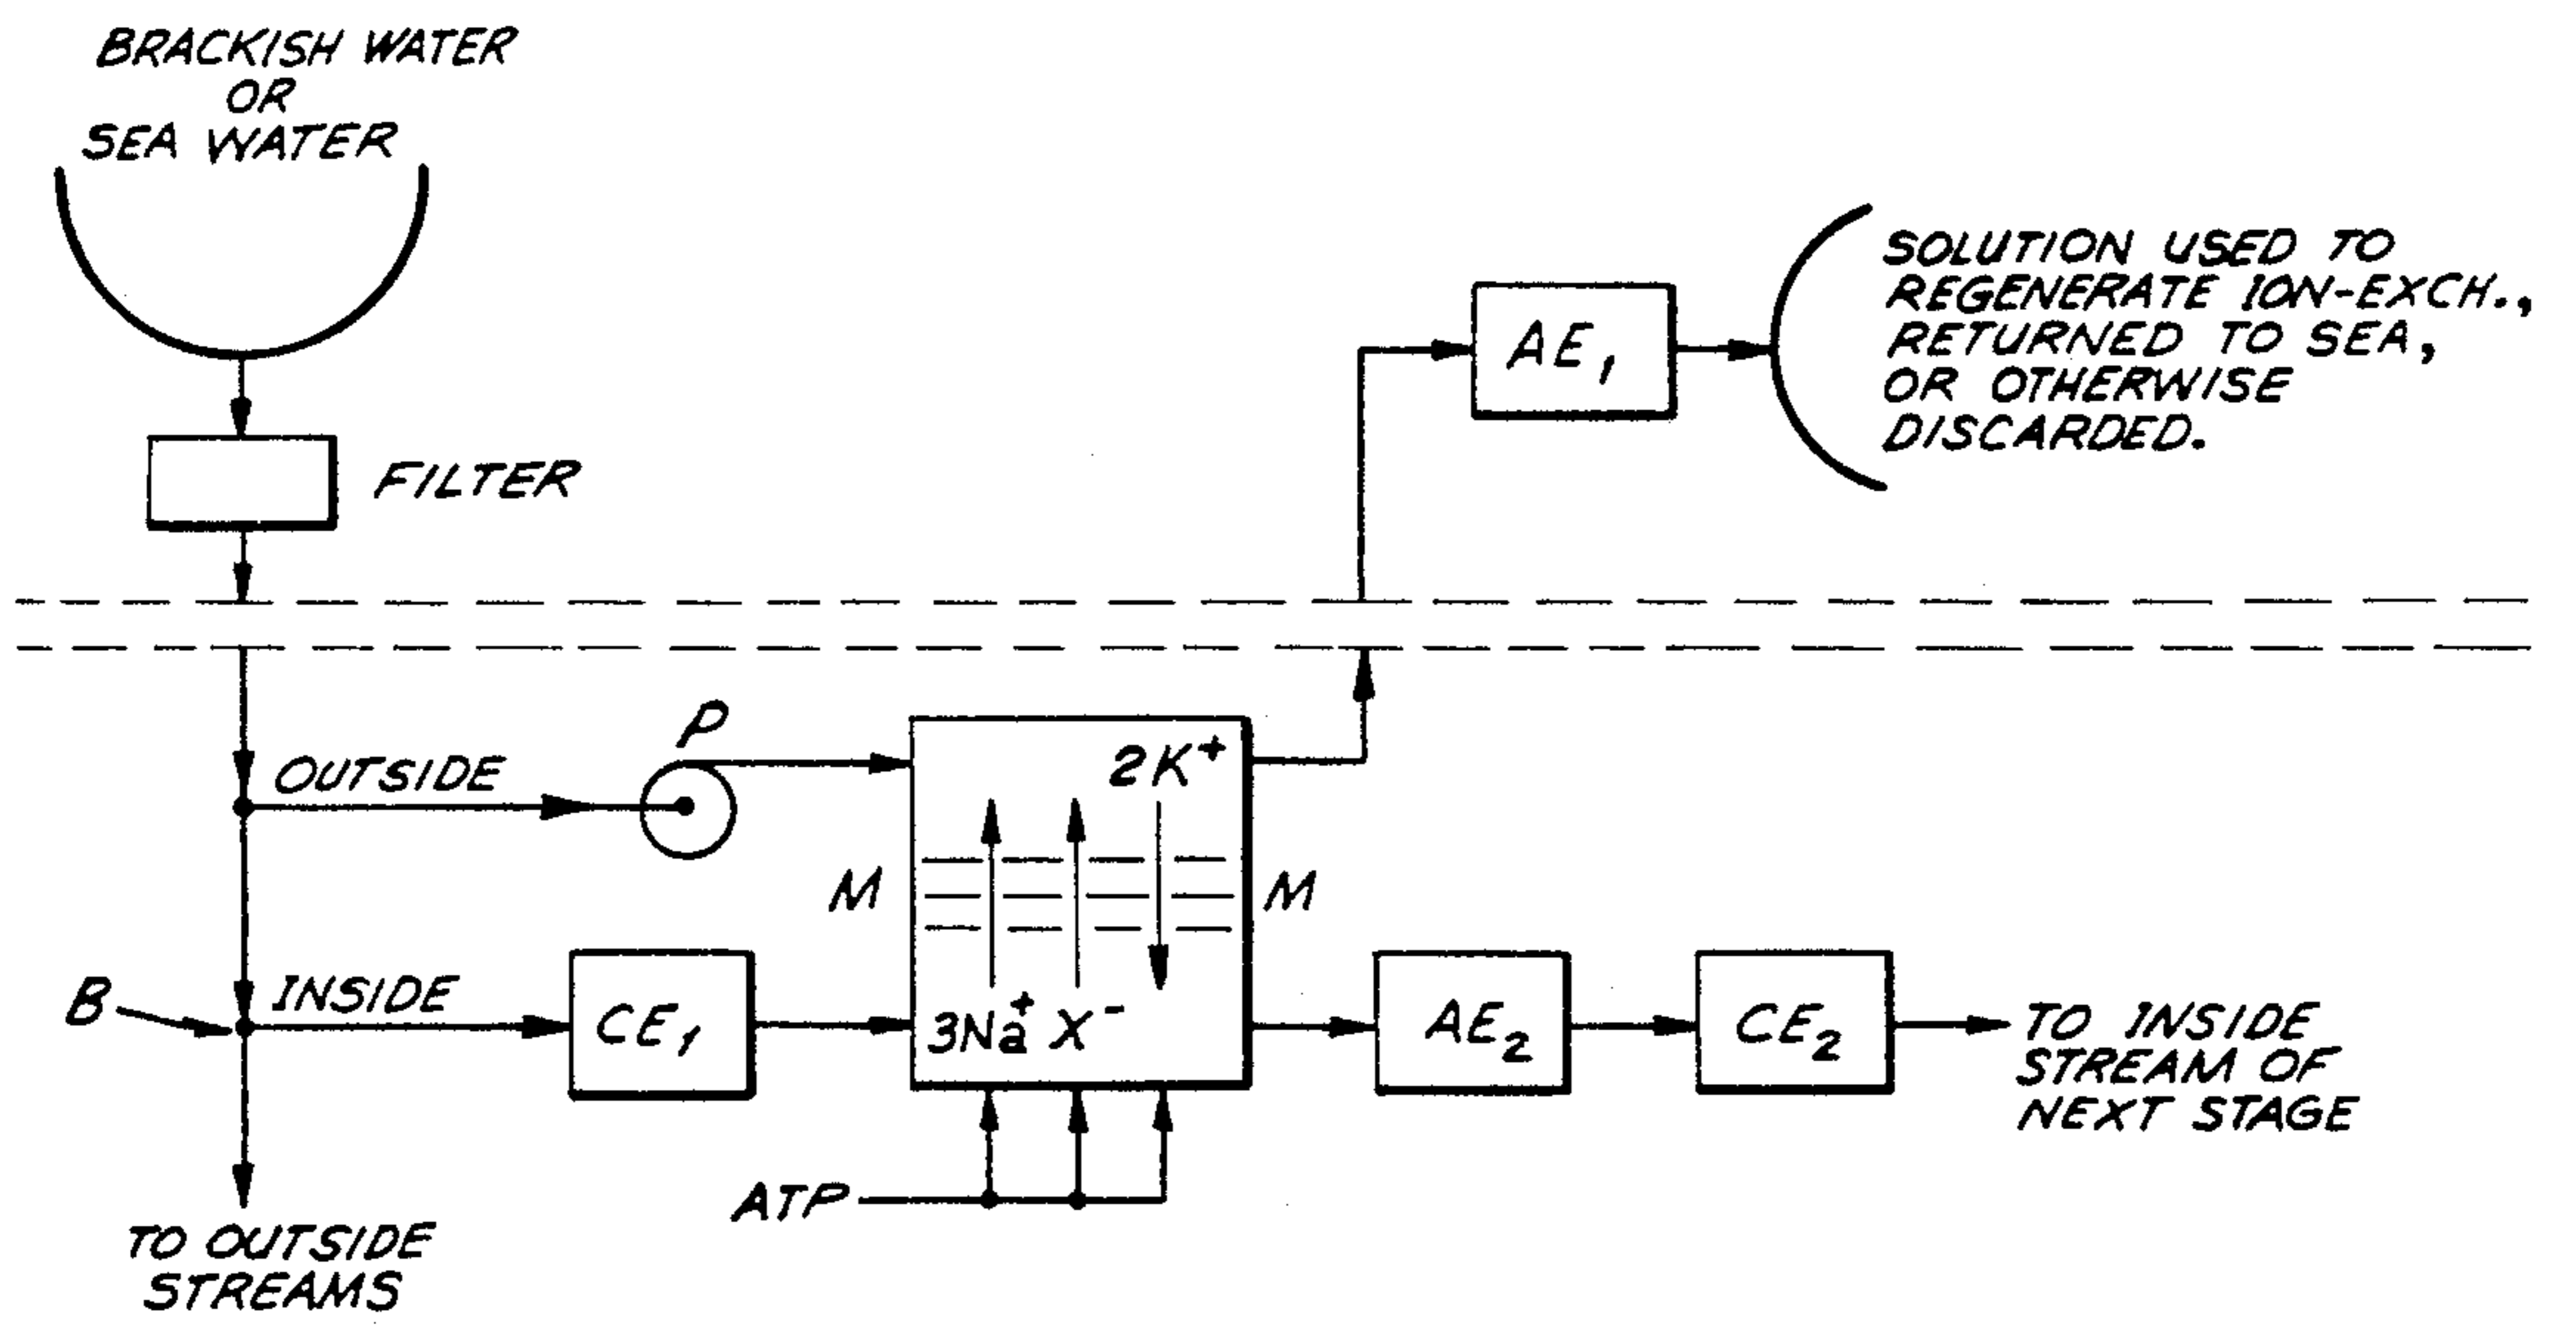 BRACKISH WATER
OR
SEA WATER
FILTER
AE₁
SOLUTION USED TO
REGENERATE ION-EXCH.,
RETURNED TO SEA,
OR OTHERWISE
DISCARDED.
OUTSIDE
P
2K⁺
M
M
B
INSIDE
CE₁
3Na⁺ X⁻
AE₂
CE₂
TO INSIDE
STREAM OF
NEXT STAGE
ATP
TO OUTSIDE
STREAMS